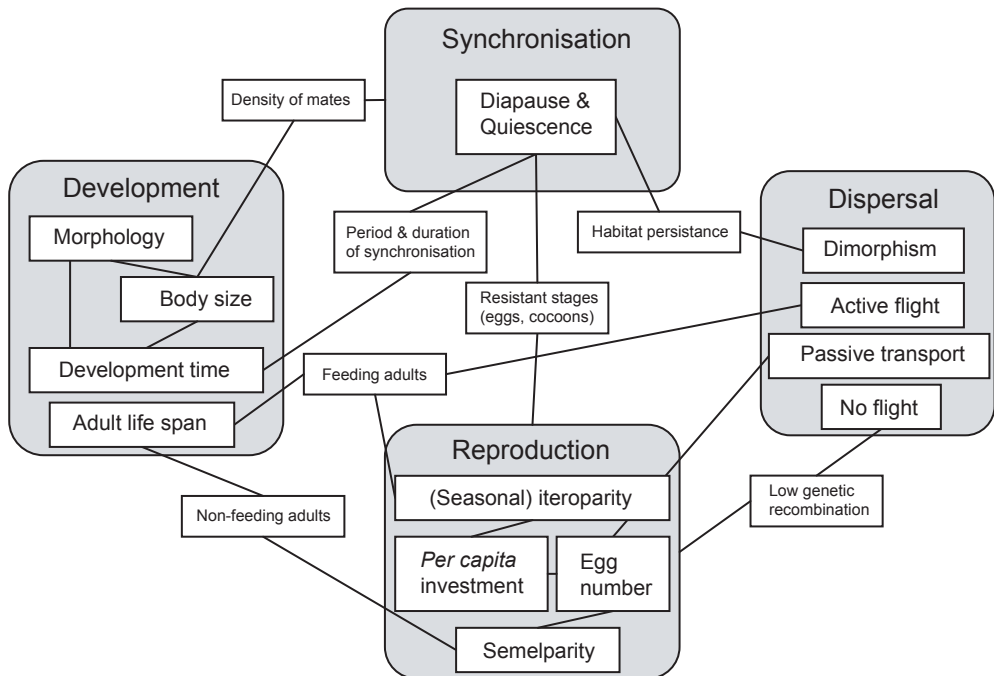 Synchronisation
Density of mates
Diapause &
Quiescence
Development
Morphology
Body size
Development time
Adult life span
Period & duration
of synchronisation
Habitat persistance
Resistant stages
(eggs, cocoons)
Feeding adults
Dispersal
Dimorphism
Active flight
Passive transport
No flight
Reproduction
(Seasonal) iteroparity
Per capita
investment
Egg
number
Semelparity
Non-feeding adults
Low genetic
recombination